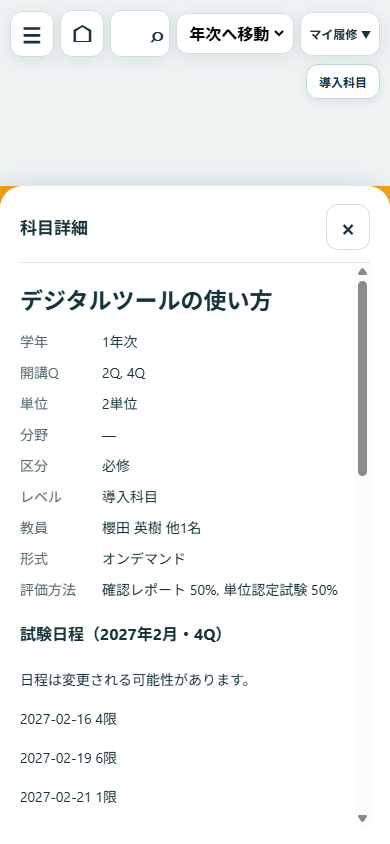 年次へ移動
マイ履修 ▼
導入科目
科目詳細
×
デジタルツールの使い方
学年 1年次
開講Q 2Q, 4Q
単位 2単位
分野 —
区分 必修
レベル 導入科目
教員 櫻田 英樹 他1名
形式 オンデマンド
評価方法 確認レポート 50%, 単位認定試験 50%
試験日程（2027年2月・4Q）
日程は変更される可能性があります。
2027-02-16 4限
2027-02-19 6限
2027-02-21 1限